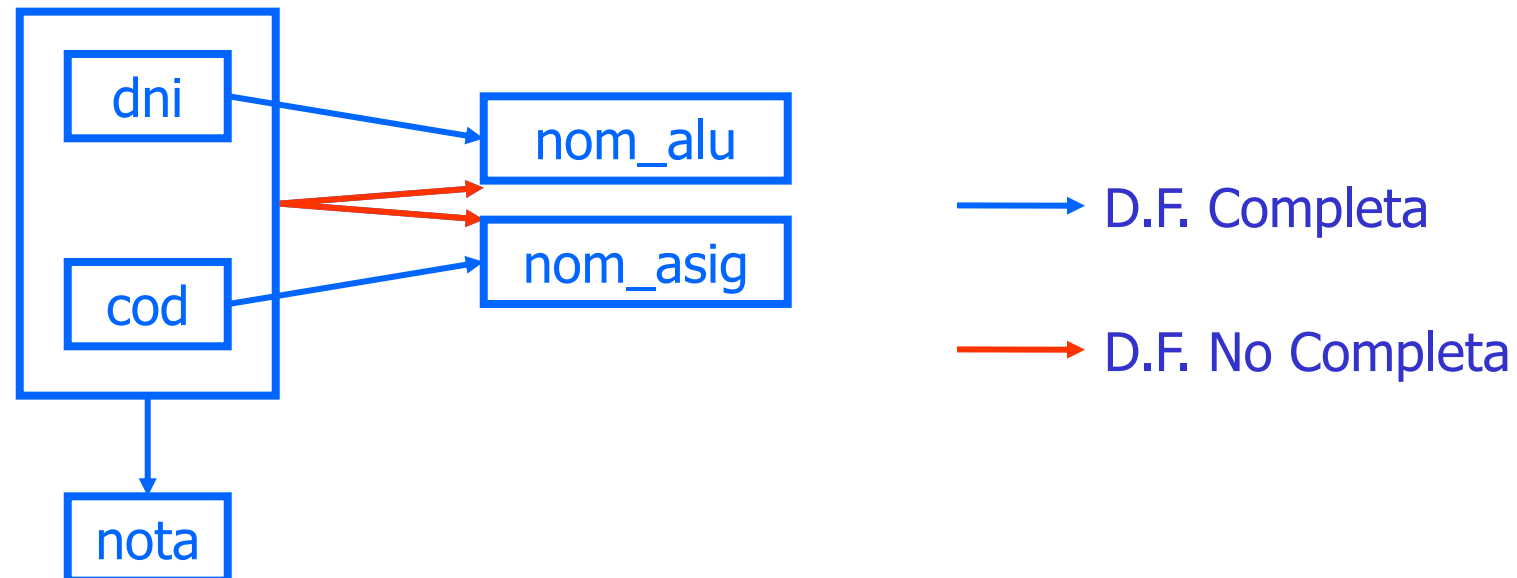 dni
nom_alu
nom_asig
cod
nota
D.F. Completa
D.F. No Completa